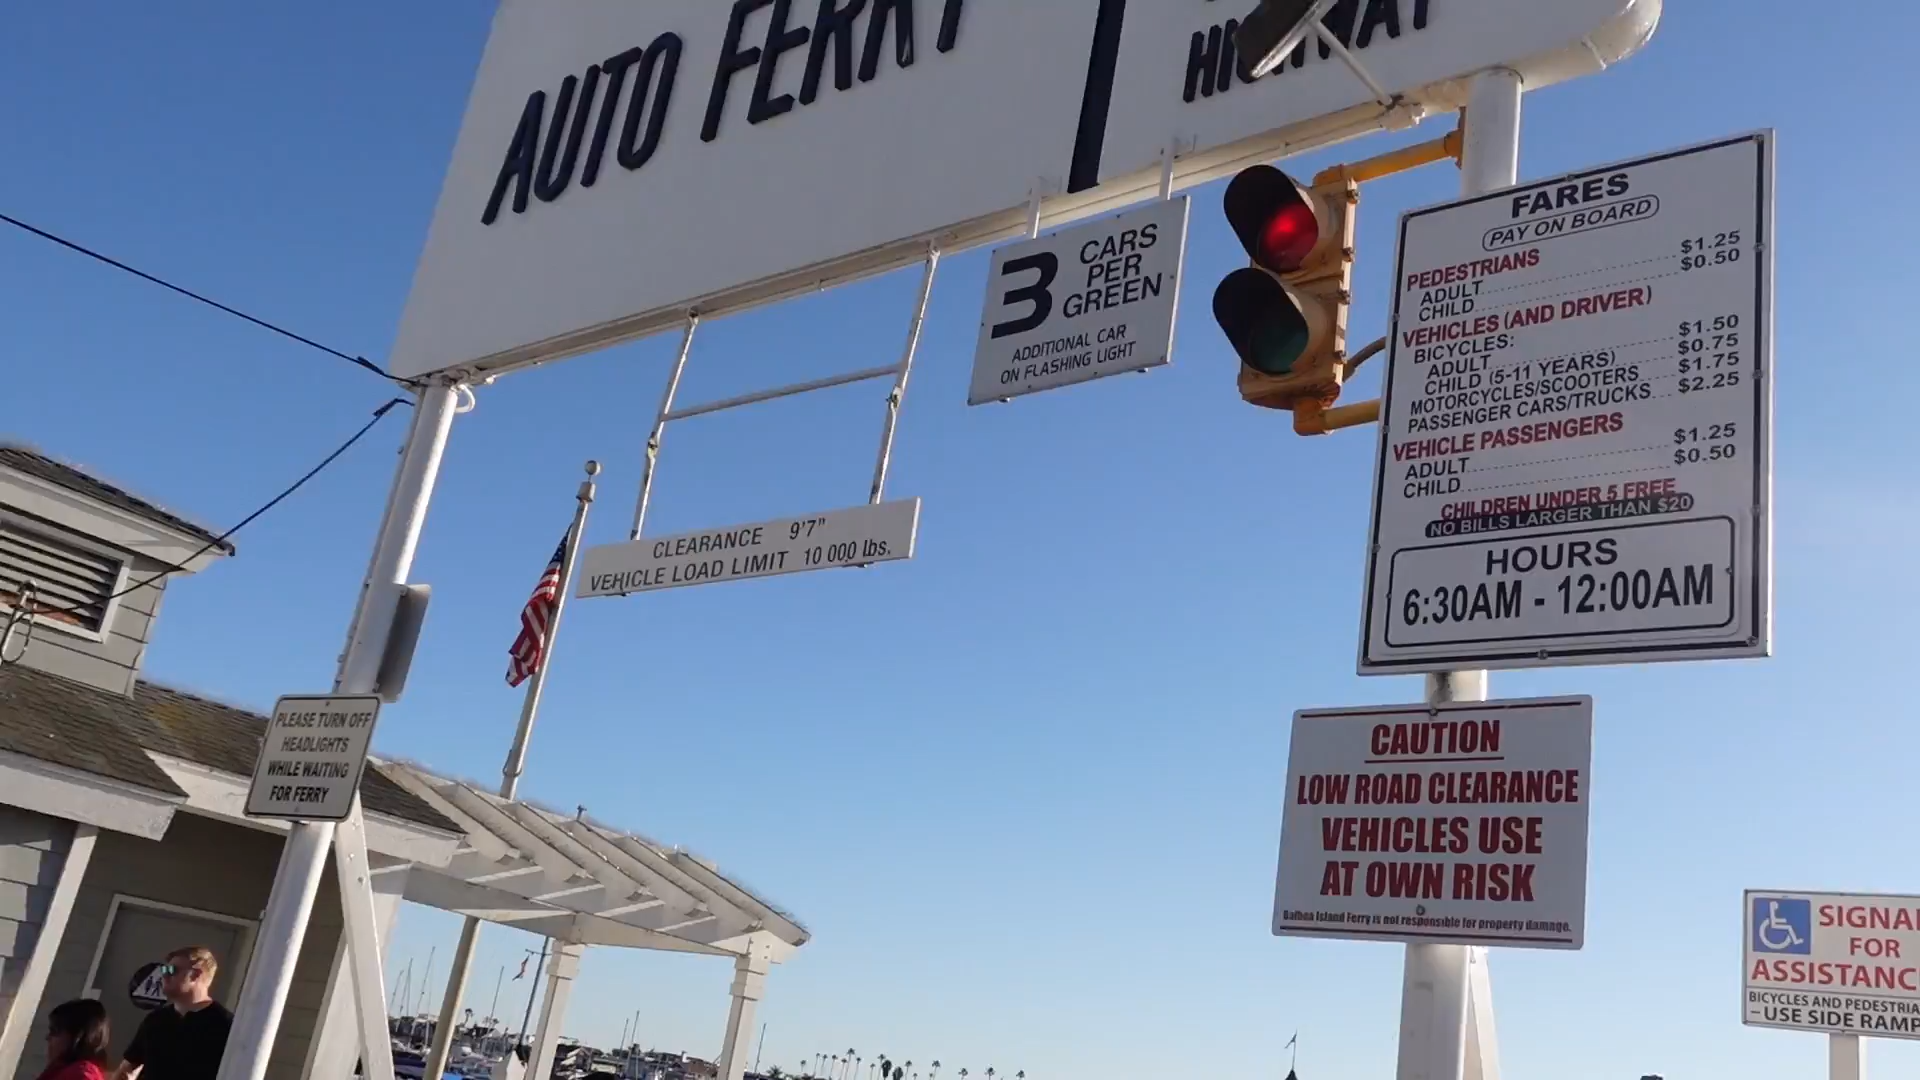 AUTO FERRY
HIGHWAY
3 CARS
PER
GREEN
ADDITIONAL CAR
ON FLASHING LIGHT
CLEARANCE 9'7"
VEHICLE LOAD LIMIT 10 000 lbs.
PLEASE TURN OFF
HEADLIGHTS
WHILE WAITING
FOR FERRY
FARES
PAY ON BOARD
PEDESTRIANS
ADULT $1.25
CHILD $0.50
VEHICLES (AND DRIVER)
BICYCLES:
ADULT $1.50
CHILD (5-11 YEARS) $0.75
MOTORCYCLES/SCOOTERS $1.75
PASSENGER CARS/TRUCKS $2.25
VEHICLE PASSENGERS
ADULT $1.25
CHILD $0.50
CHILDREN UNDER 5 FREE
NO BILLS LARGER THAN $20
HOURS
6:30AM - 12:00AM
CAUTION
LOW ROAD CLEARANCE
VEHICLES USE
AT OWN RISK
Balboa Island Ferry is not responsible for property damage.
SIGNAL
FOR
ASSISTANC
BICYCLES AND PEDESTRIA
- USE SIDE RAMP